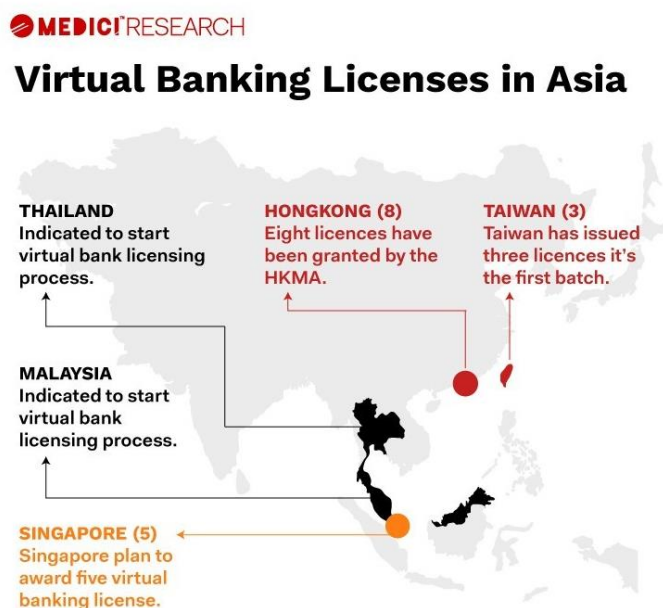 MEDICI™ RESEARCH
Virtual Banking Licenses in Asia
THAILAND
Indicated to start
virtual bank licensing
process.
HONGKONG (8)
Eight licences have
been granted by the
HKMA.
TAIWAN (3)
Taiwan has issued
three licences it's
the first batch.
MALAYSIA
Indicated to start
virtual bank
licensing process.
SINGAPORE (5)
Singapore plan to
award five virtual
banking license.